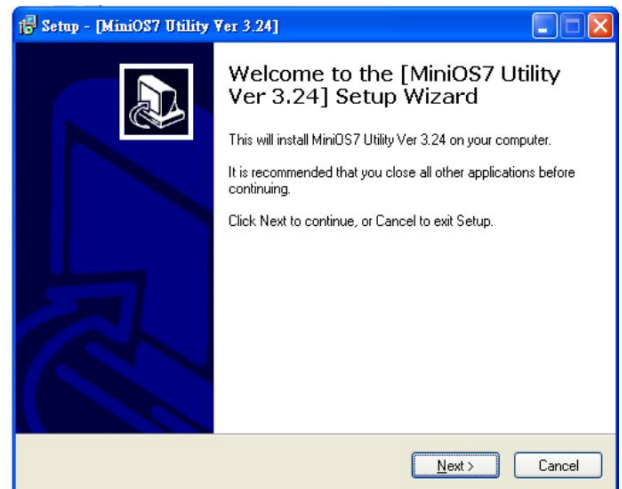 Setup - [MiniOS7 Utility Ver 3.24]
Welcome to the [MiniOS7 Utility
Ver 3.24] Setup Wizard
This will install MiniOS7 Utility Ver 3.24 on your computer.
It is recommended that you close all other applications before
continuing.
Click Next to continue, or Cancel to exit Setup.
Next >
Cancel